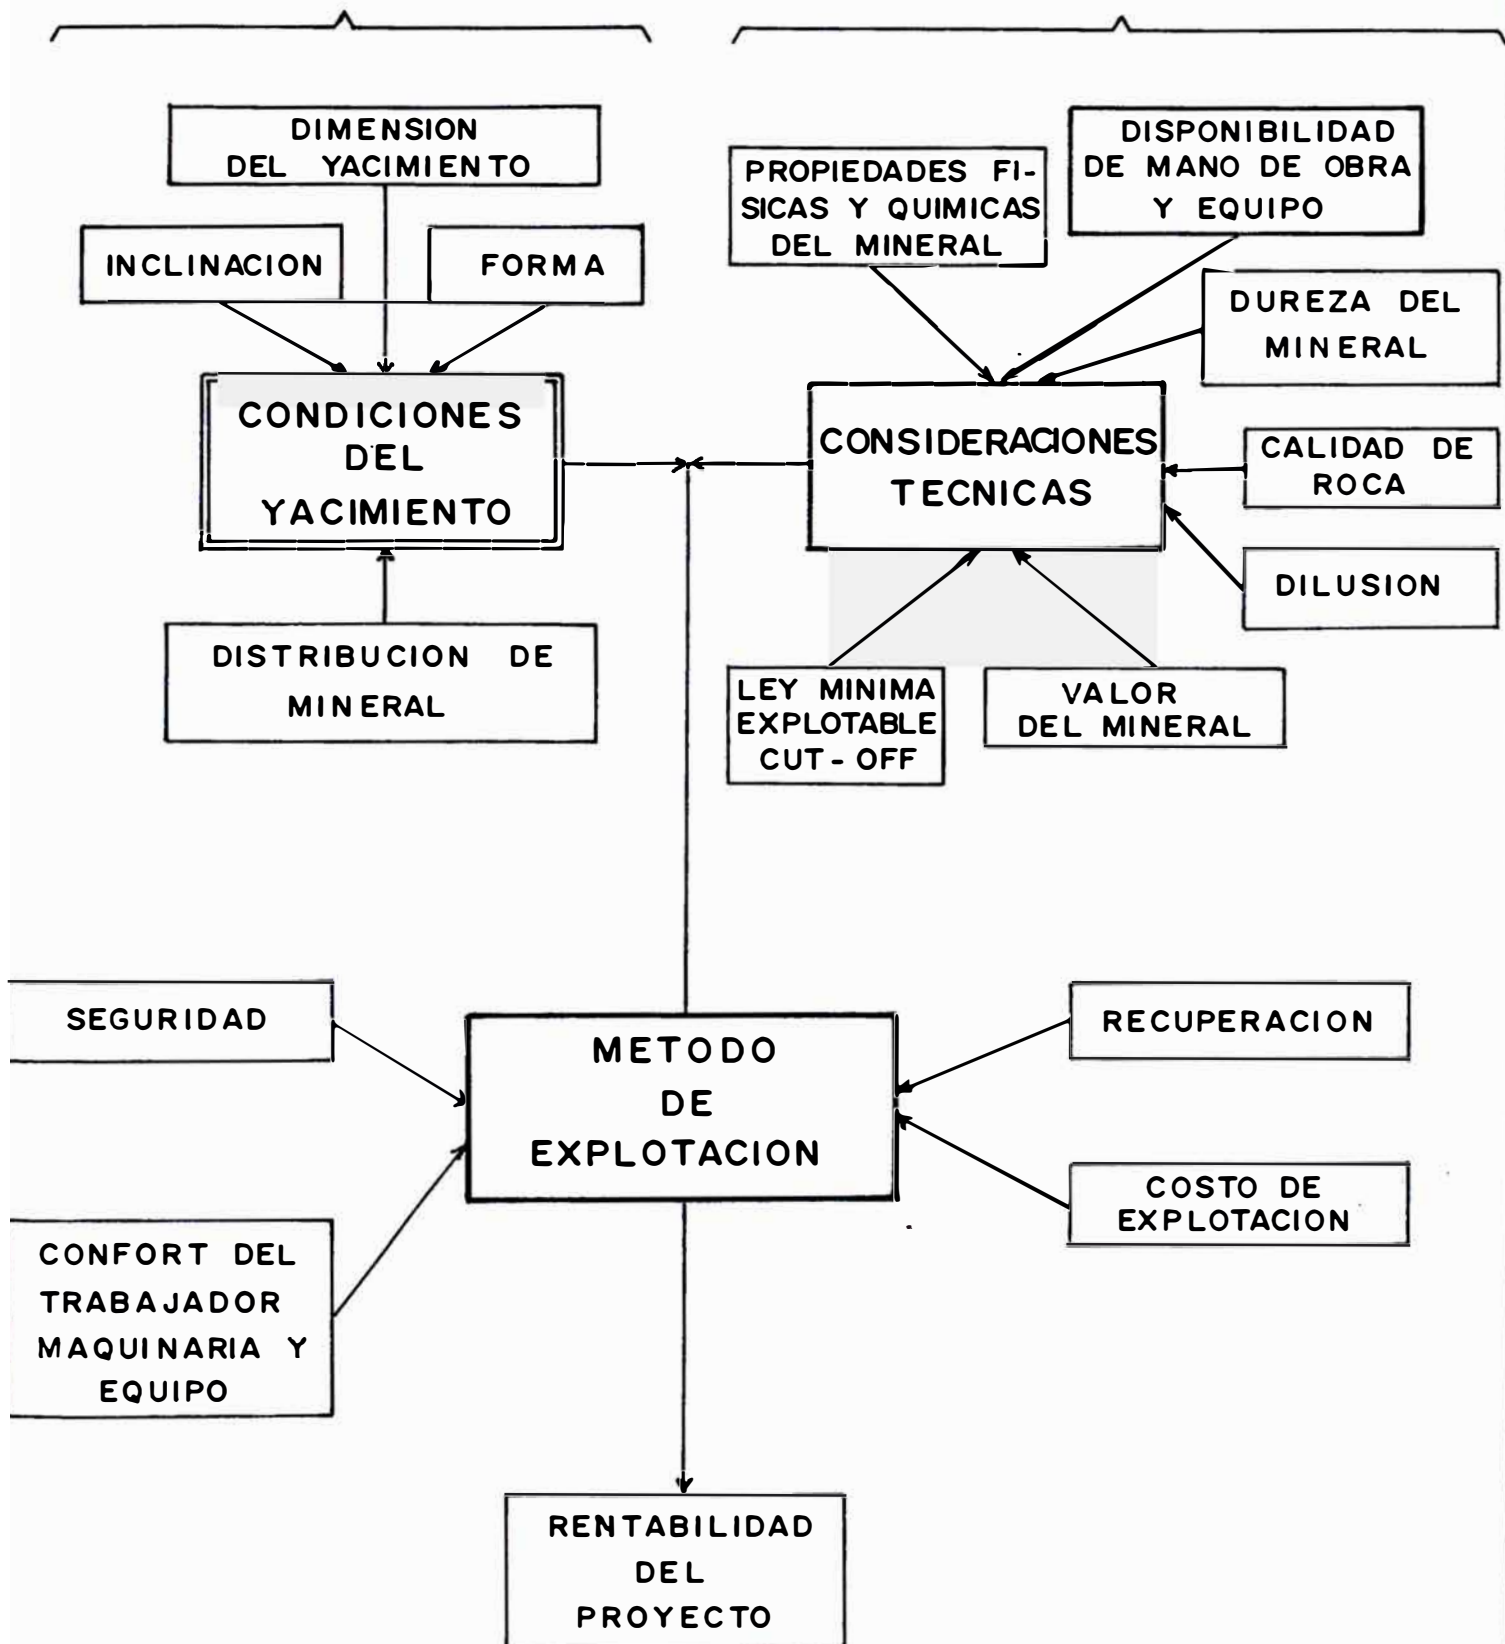 DIMENSION
DEL YACIMIENTO
INCLINACION
FORMA
CONDICIONES
DEL
YACIMIENTO
DISTRIBUCION DE
MINERAL
PROPIEDADES FI-
SICAS Y QUIMICAS
DEL MINERAL
DISPONIBILIDAD
DE MANO DE OBRA
Y EQUIPO
DUREZA DEL
MINERAL
CONSIDERACIONES
TECNICAS
CALIDAD DE
ROCA
DILUSION
LEY MINIMA
EXPLOTABLE
CUT-OFF
VALOR
DEL MINERAL
SEGURIDAD
CONFORT DEL
TRABAJADOR
MAQUINARIA Y
EQUIPO
METODO
DE
EXPLOTACION
RECUPERACION
COSTO DE
EXPLOTACION
RENTABILIDAD
DEL
PROYECTO